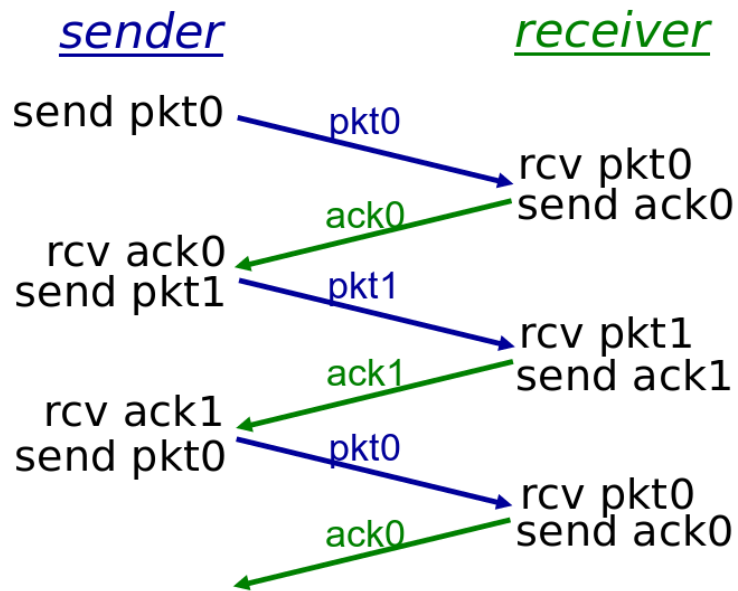 sender
receiver
send pkt0
pkt0
rcv pkt0
send ack0
ack0
rcv ack0
send pkt1
pkt1
rcv pkt1
send ack1
ack1
rcv ack1
send pkt0
pkt0
rcv pkt0
send ack0
ack0